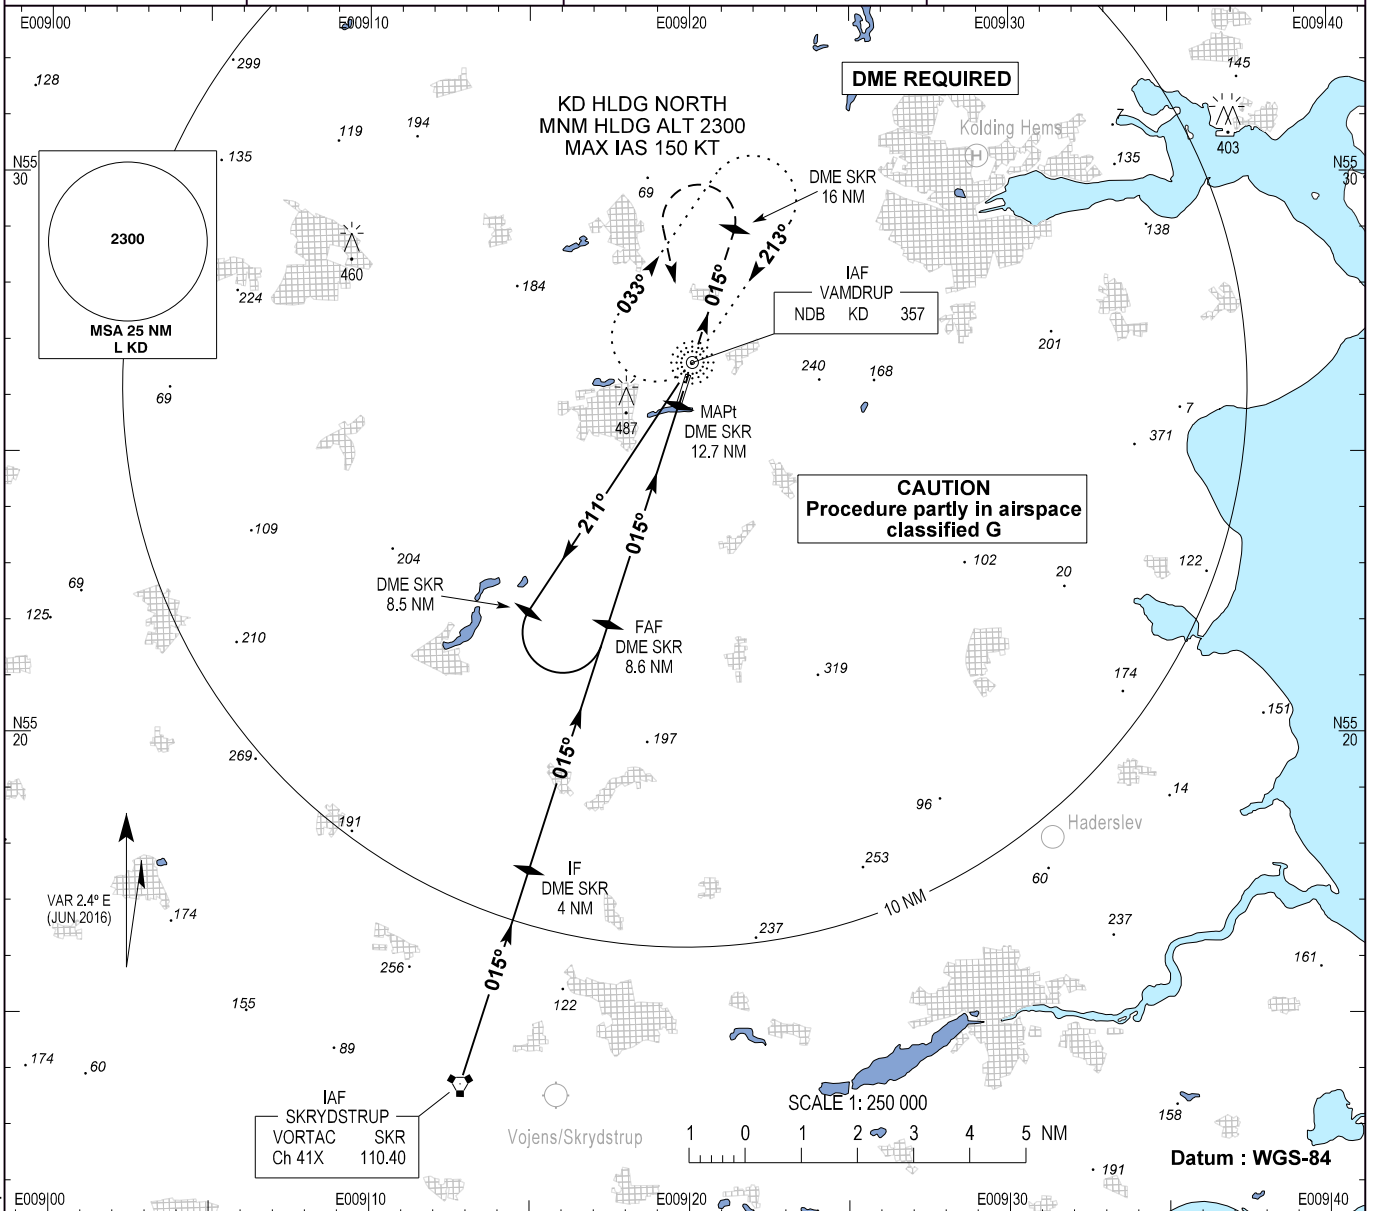 E009 00
E009 10
E009 20
E009 30
E009 40
299
128
145
DME REQUIRED
KD HLDG NORTH
MNM HLDG ALT 2300
MAX IAS 150 KT
119
194
7
Kolding Hems
H
403
135
N55
30
135
N55
30
69
DME SKR
16 NM
7
2300
138
213°
460
033°
015°
IAF
VAMDRUP
NDB KD 357
184
224
MSA 25 NM
L KD
201
240
168
69
7
487
MAPt
DME SKR
12.7 NM
371
CAUTION
Procedure partly in airspace
classified G
211°
015°
109
204
102
122
20
69
DME SKR
8.5 NM
125
FAF
DME SKR
8.6 NM
210
319
174
151
N55
20
197
N55
20
269
015°
14
96
191
Haderslev
253
60
IF
DME SKR
4 NM
VAR 2.4° E
(JUN 2016)
174
10 NM
237
237
256
015°
161
155
122
89
174
60
IAF
SKRYDSTRUP
VORTAC SKR
Ch 41X 110.40
Vojens/Skrydstrup
SCALE 1: 250 000
1 0 1 2 3 4 5 NM
158
191
Datum : WGS-84
E009 00
E009 10
E009 20
E009 30
E009 40